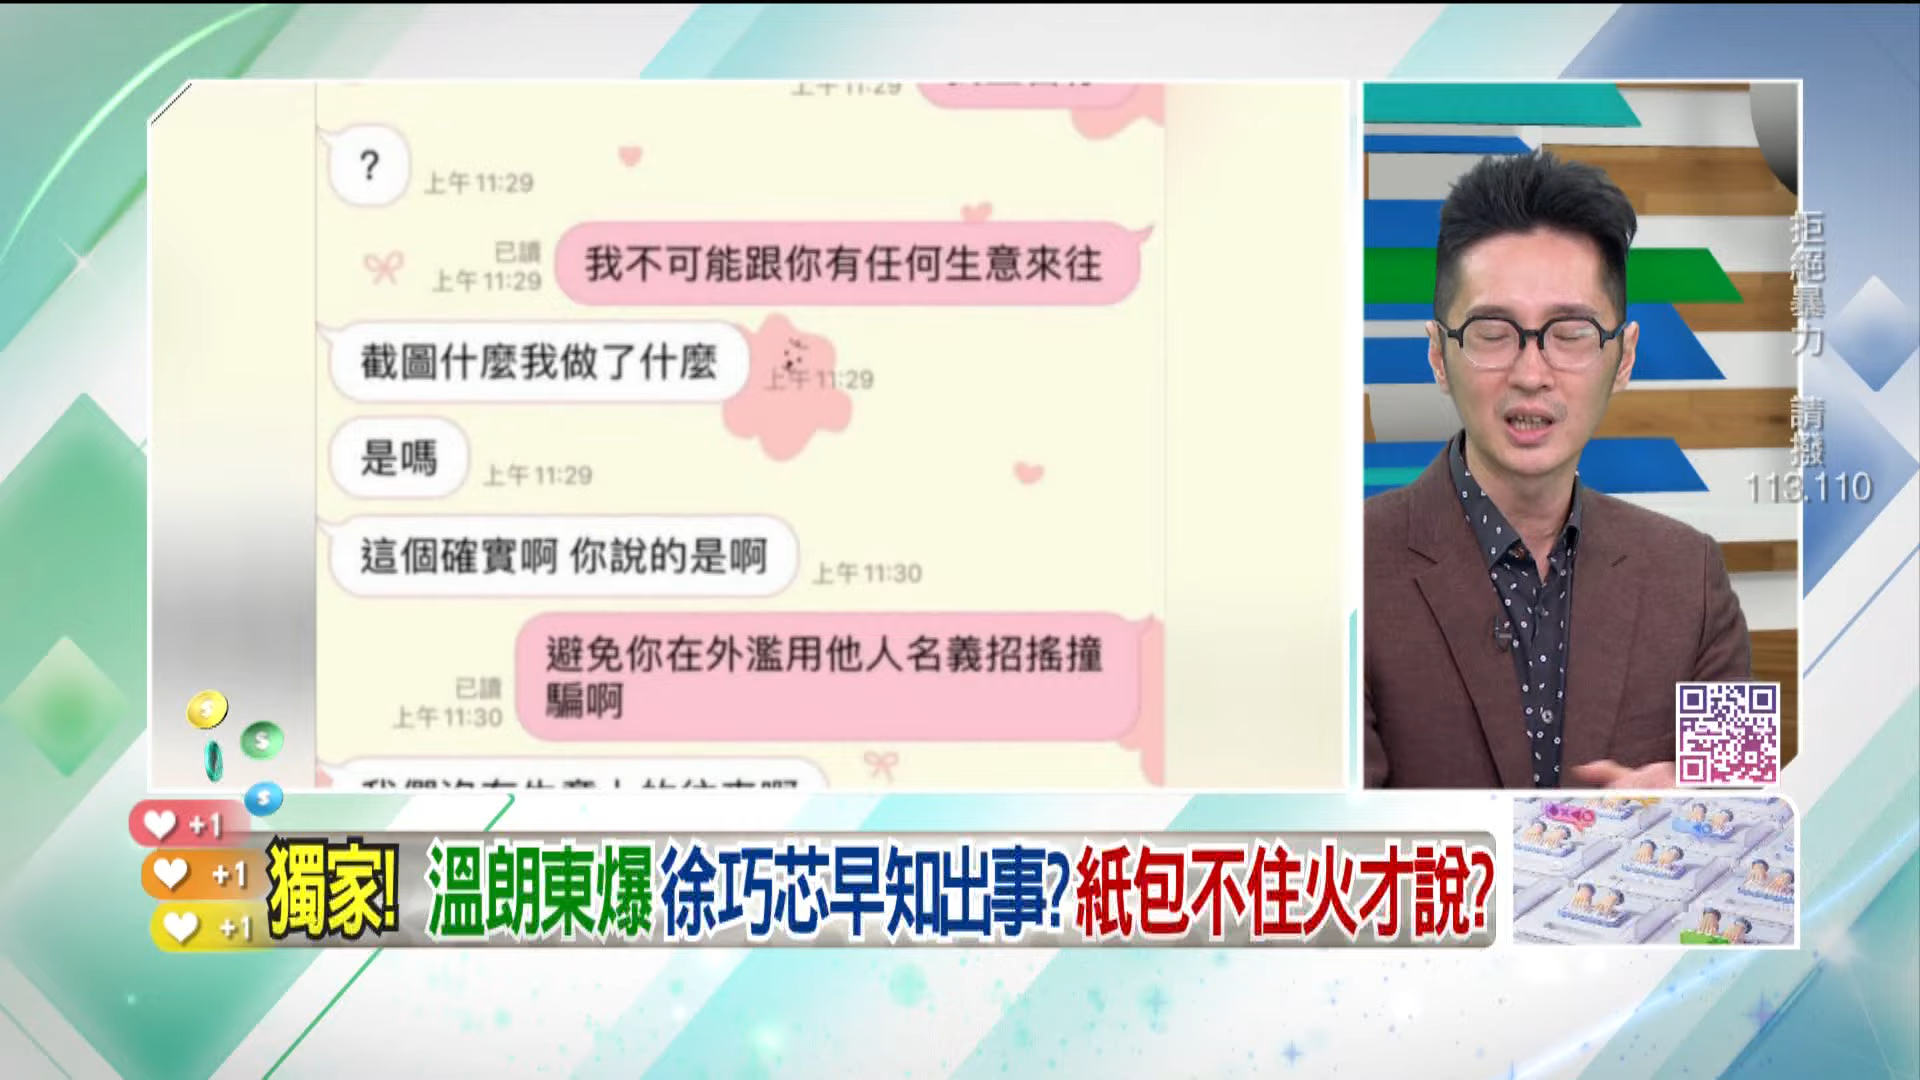 上午11:29
?
上午11:29
已讀
上午11:29
我不可能跟你有任何生意來往
截圖什麼我做了什麼
上午11:29
是嗎
上午11:29
這個確實啊 你說的是啊
上午11:30
避免你在外濫用他人名義招搖撞
騙啊
已讀
上午11:30
拒絕暴力 請撥
113.110
+1
+1
+1
獨家! 溫朗東爆徐巧芯早知出事?紙包不住火才說?